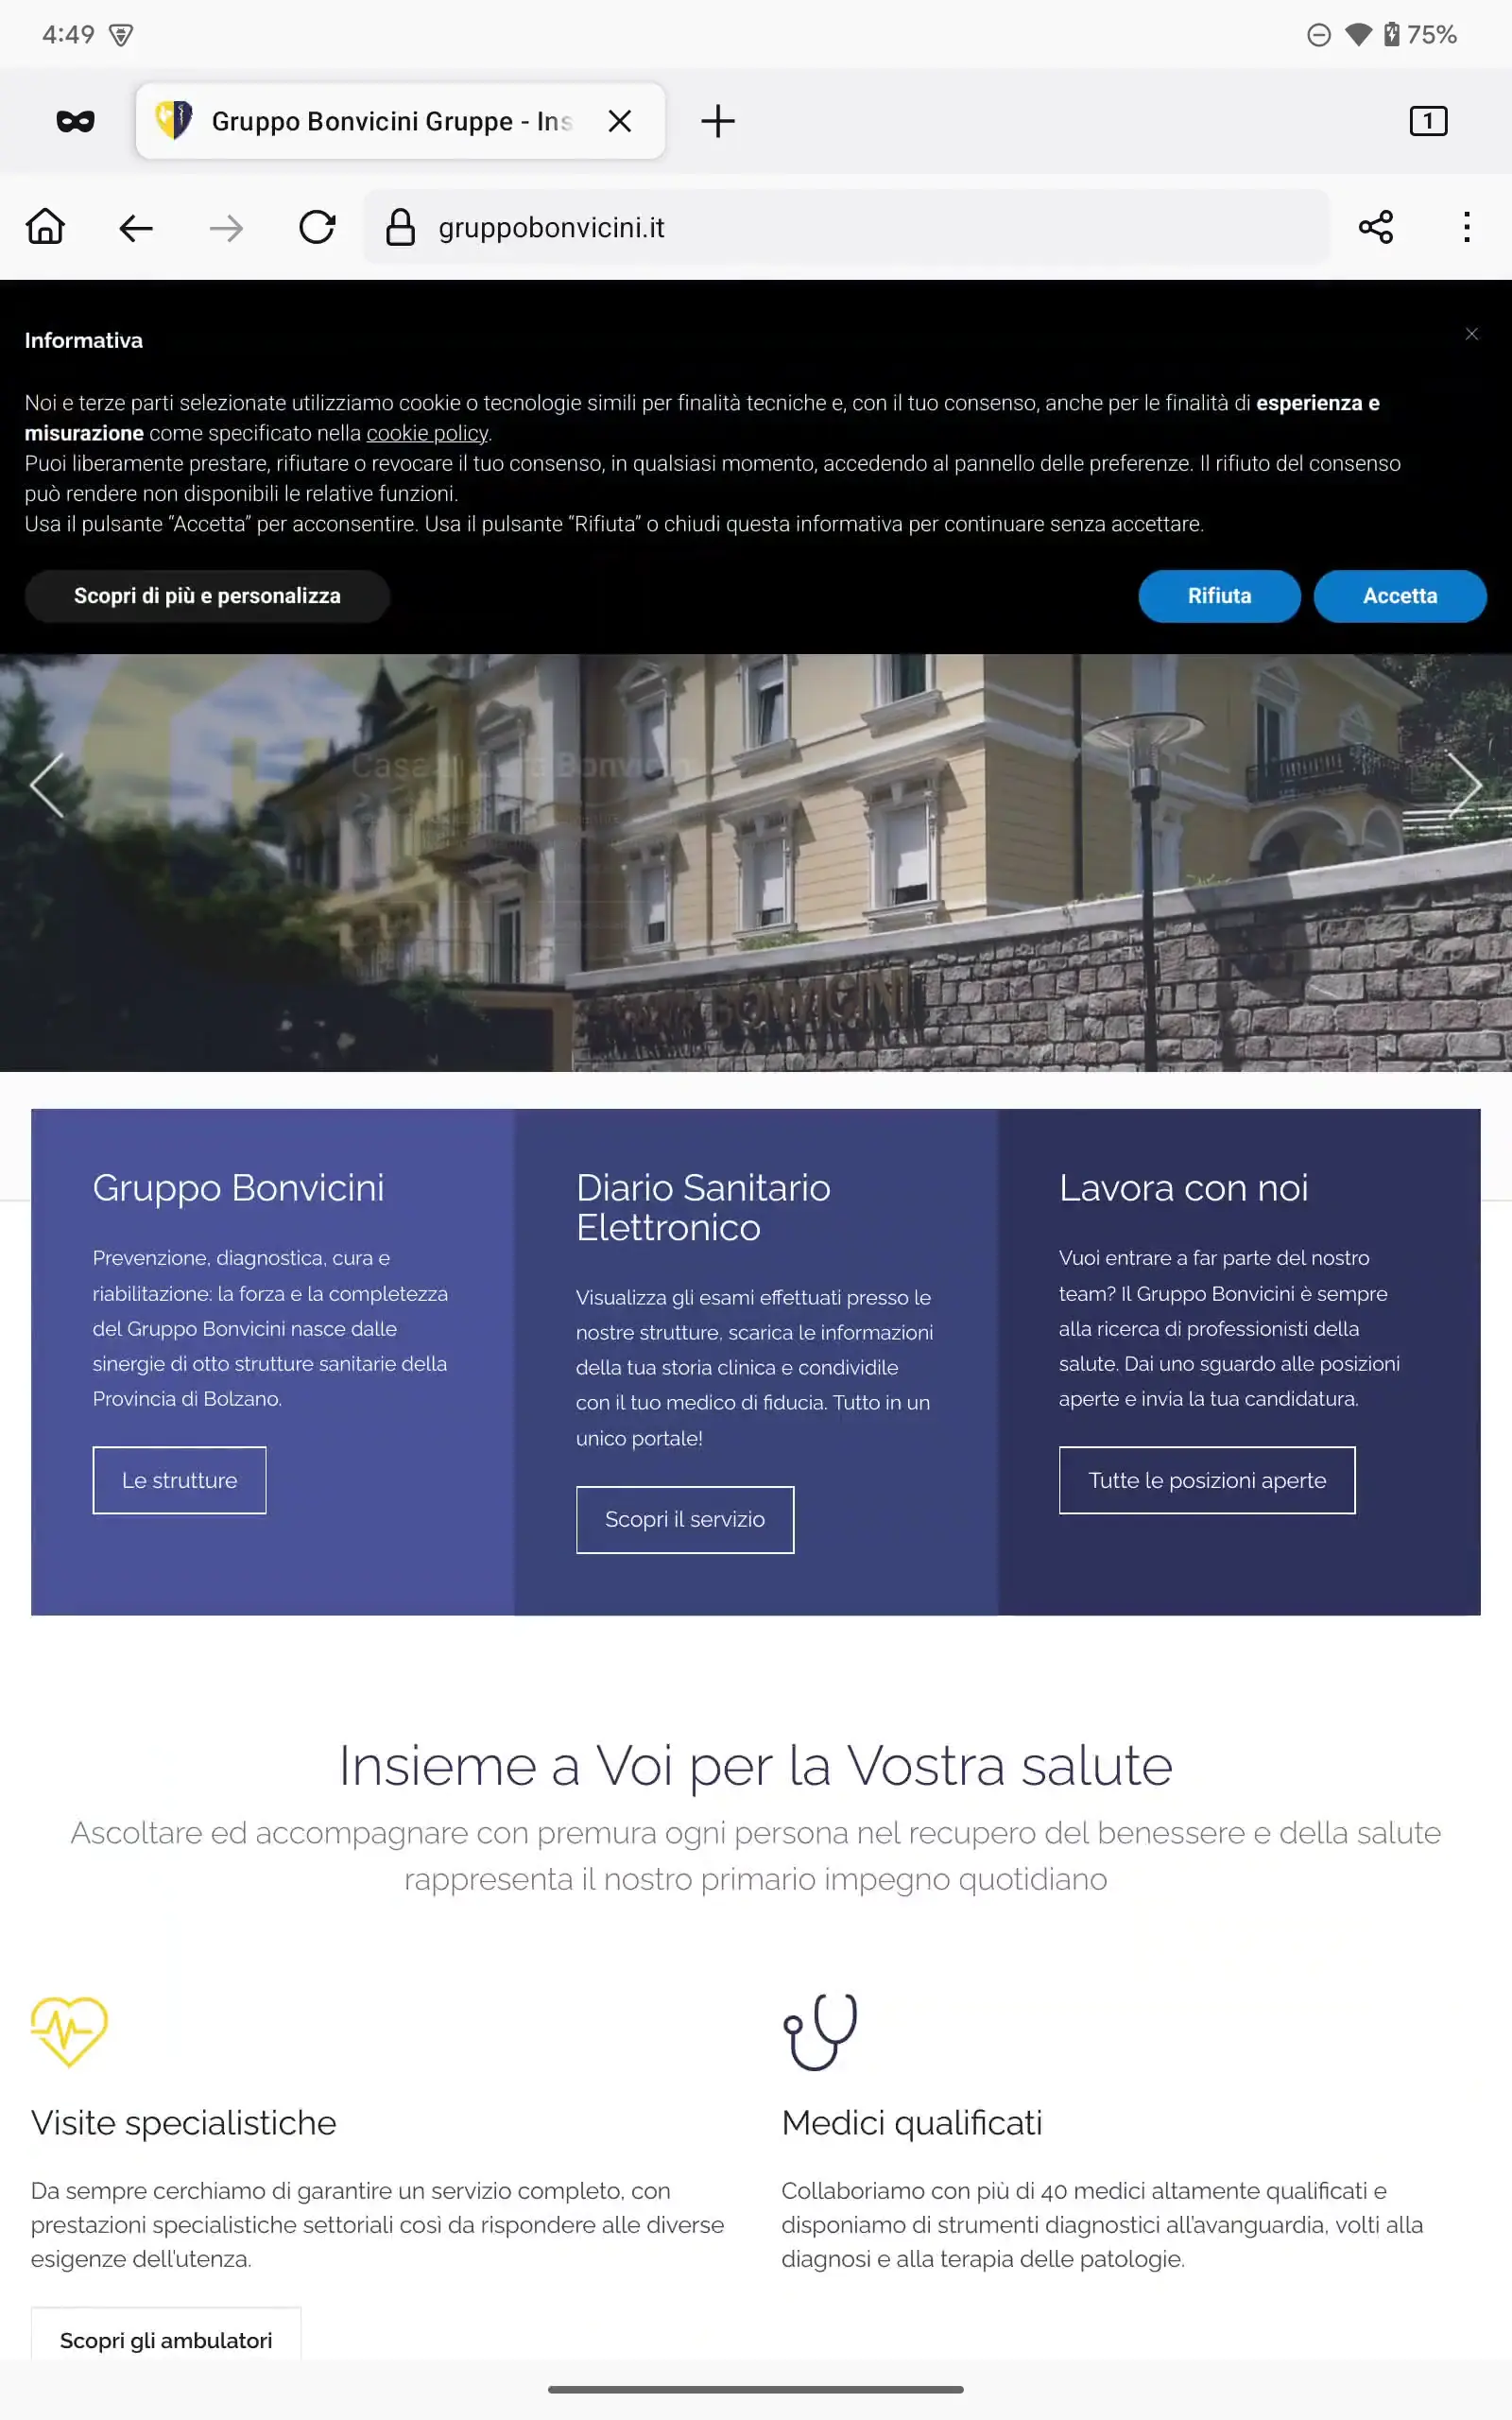 4:49
75%
Gruppo Bonvicini Gruppe - Ins
1
gruppobonvicini.it
Informativa
Noi e terze parti selezionate utilizziamo cookie o tecnologie simili per finalità tecniche e, con il tuo consenso, anche per le finalità di esperienza e
misurazione come specificato nella cookie policy.
Puoi liberamente prestare, rifiutare o revocare il tuo consenso, in qualsiasi momento, accedendo al pannello delle preferenze. Il rifiuto del consenso
può rendere non disponibili le relative funzioni.
Usa il pulsante “Accetta” per acconsentire. Usa il pulsante “Rifiuta” o chiudi questa informativa per continuare senza accettare.
Scopri di più e personalizza
Rifiuta
Accetta
Casa di Cura Bonvicini
BONVICINI
Gruppo Bonvicini
Prevenzione, diagnostica, cura e
riabilitazione: la forza e la completezza
del Gruppo Bonvicini nasce dalle
sinergie di otto strutture sanitarie della
Provincia di Bolzano.
Le strutture
Diario Sanitario
Elettronico
Visualizza gli esami effettuati presso le
nostre strutture, scarica le informazioni
della tua storia clinica e condividile
con il tuo medico di fiducia. Tutto in un
unico portale!
Scopri il servizio
Lavora con noi
Vuoi entrare a far parte del nostro
team? Il Gruppo Bonvicini è sempre
alla ricerca di professionisti della
salute. Dai uno sguardo alle posizioni
aperte e invia la tua candidatura.
Tutte le posizioni aperte
Insieme a Voi per la Vostra salute
Ascoltare ed accompagnare con premura ogni persona nel recupero del benessere e della salute
rappresenta il nostro primario impegno quotidiano
Visite specialistiche
Da sempre cerchiamo di garantire un servizio completo, con
prestazioni specialistiche settoriali così da rispondere alle diverse
esigenze dell'utenza.
Scopri gli ambulatori
Medici qualificati
Collaboriamo con più di 40 medici altamente qualificati e
disponiamo di strumenti diagnostici all'avanguardia, volti alla
diagnosi e alla terapia delle patologie.